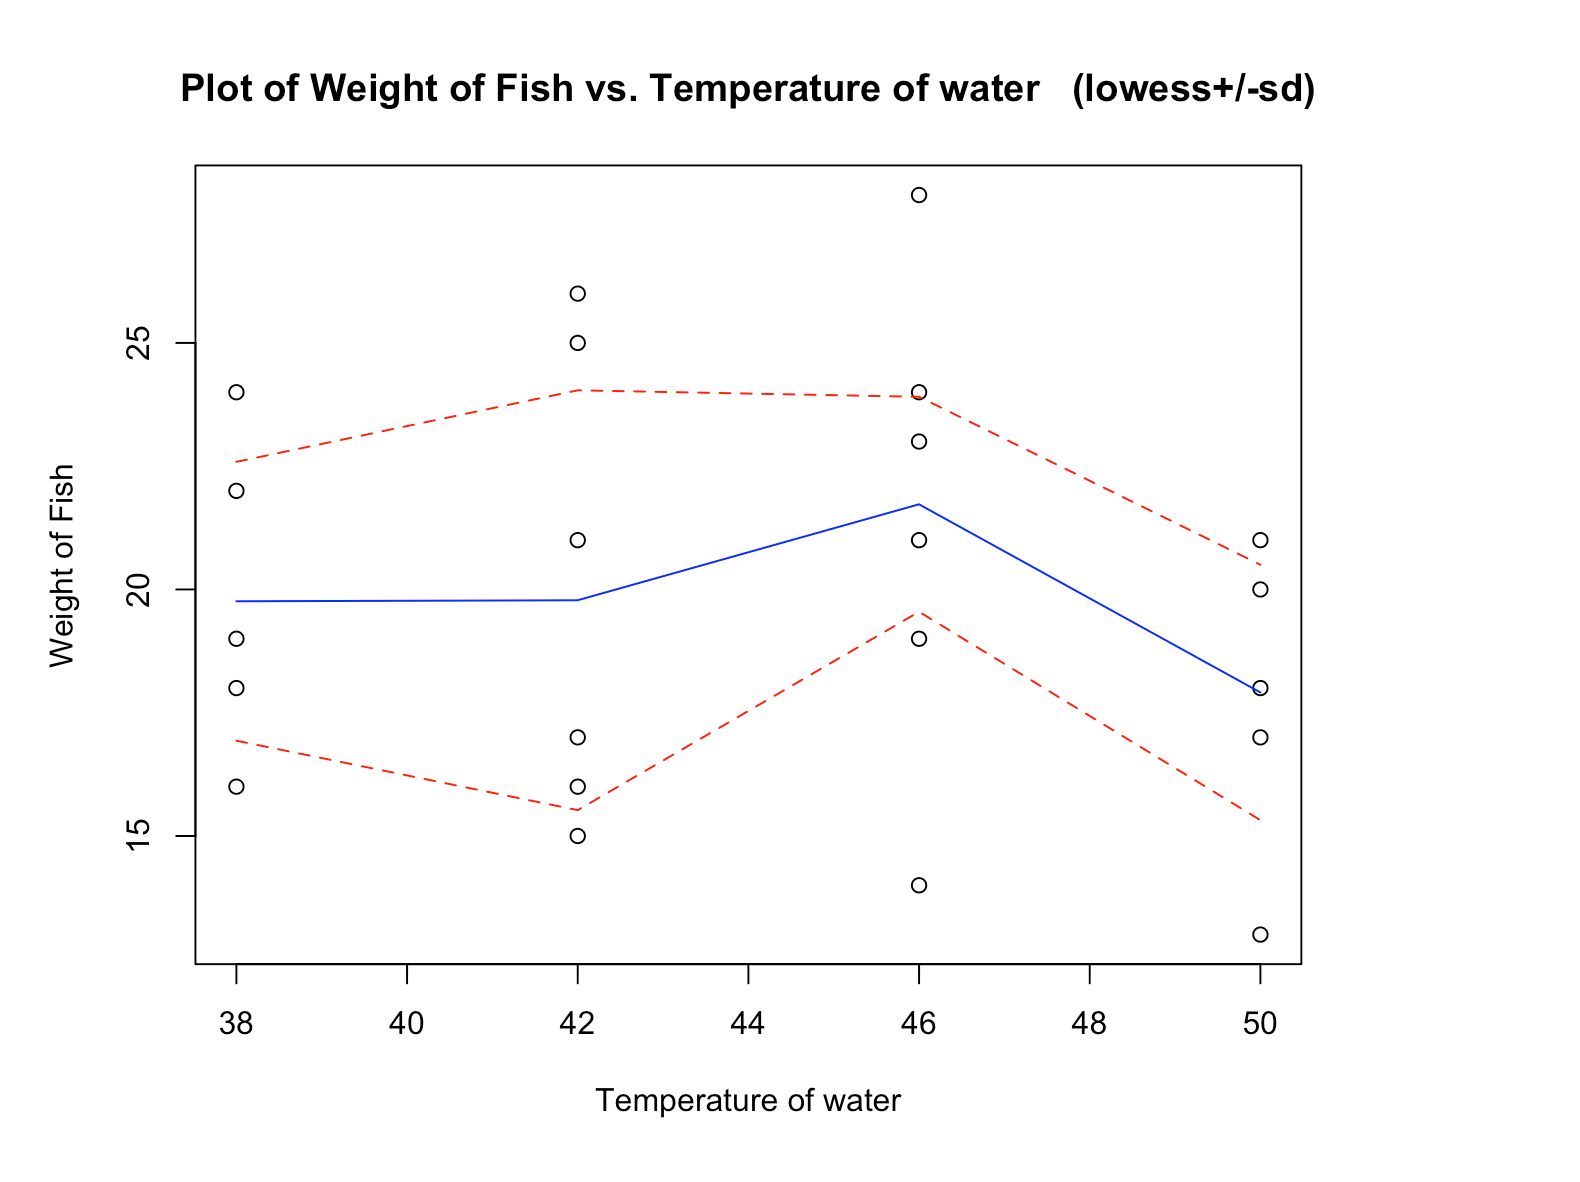 Plot of Weight of Fish vs. Temperature of water (lowess+/-sd)
Weight of Fish
25
20
15
38 40 42 44 46 48 50
Temperature of water